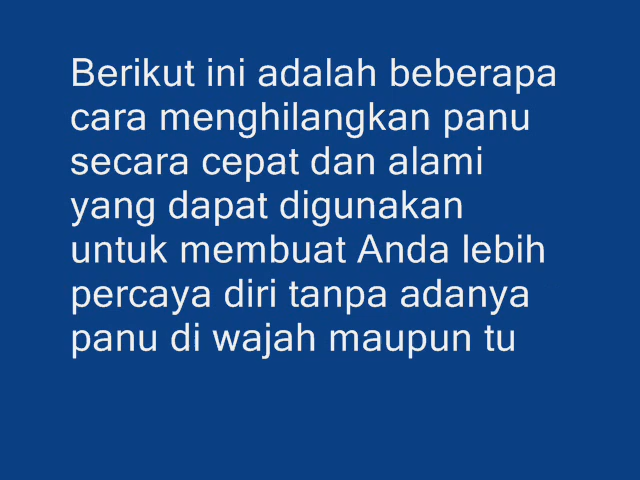 Berikut ini adalah beberapa
cara menghilangkan panu
secara cepat dan alami
yang dapat digunakan
untuk membuat Anda lebih
percaya diri tanpa adanya
panu di wajah maupun tu